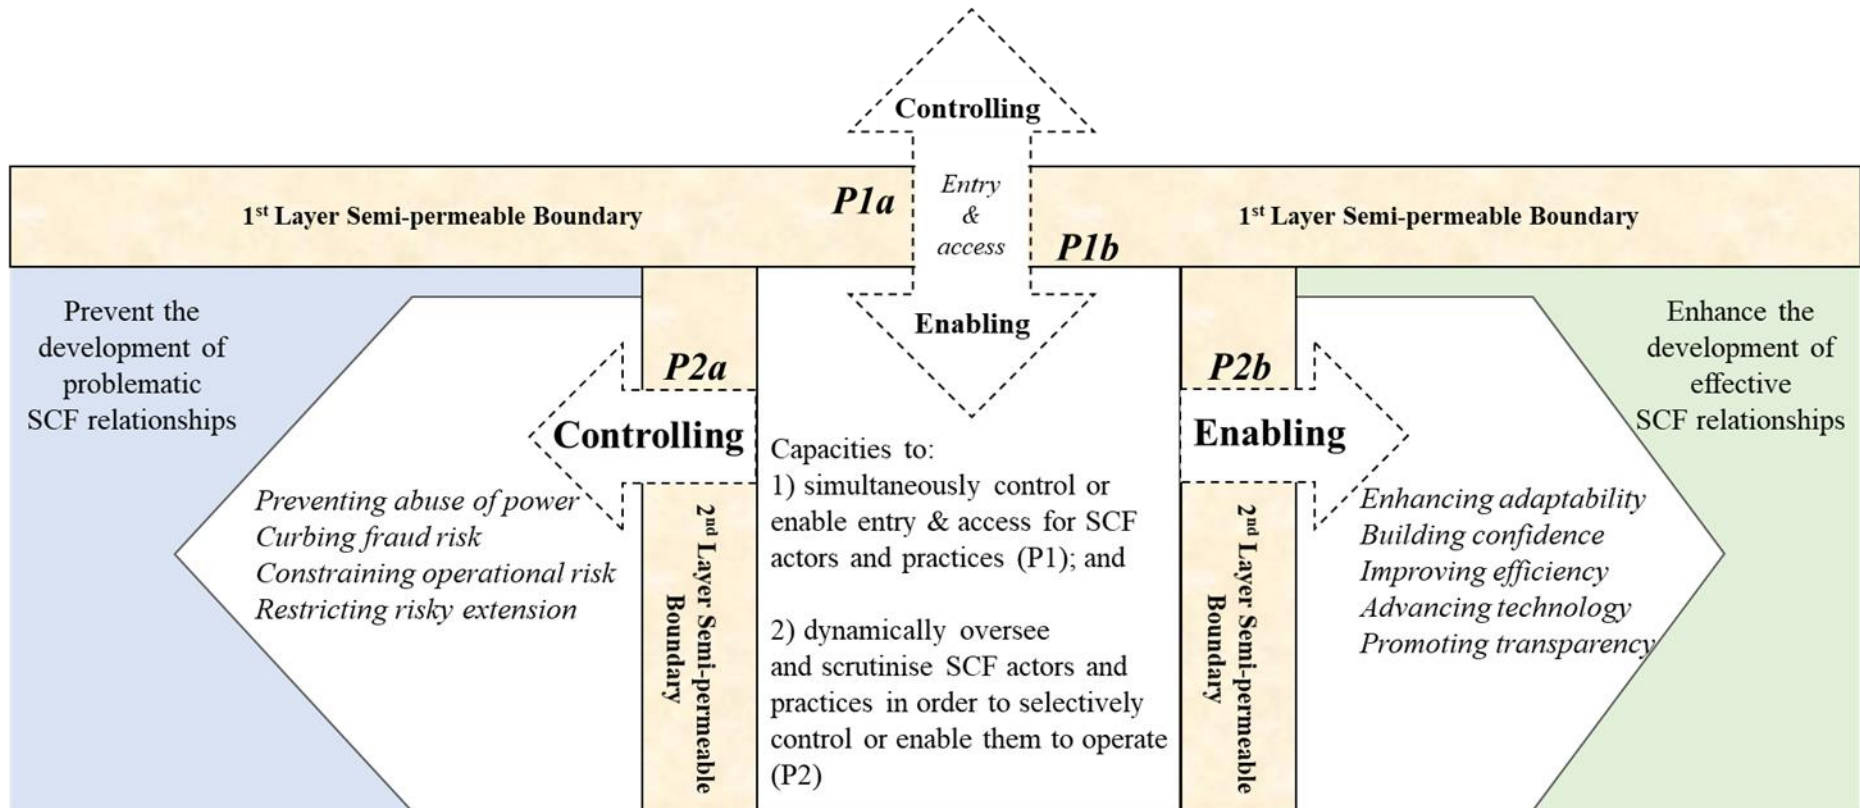 Controlling
Entry
&
access
P1a
P1b
1st Layer Semi-permeable Boundary
1st Layer Semi-permeable Boundary
Enabling
Prevent the
development of
problematic
SCF relationships
P2a
Controlling
Preventing abuse of power
Curbing fraud risk
Constraining operational risk
Restricting risky extension
2nd Layer Semi-permeable
Boundary
Capacities to:
1) simultaneously control or
enable entry & access for SCF
actors and practices (P1); and
2) dynamically oversee
and scrutinise SCF actors and
practices in order to selectively
control or enable them to operate
(P2)
P2b
Enabling
2nd Layer Semi-permeable
Boundary
Enhancing adaptability
Building confidence
Improving efficiency
Advancing technology
Promoting transparency
Enhance the
development of
effective
SCF relationships